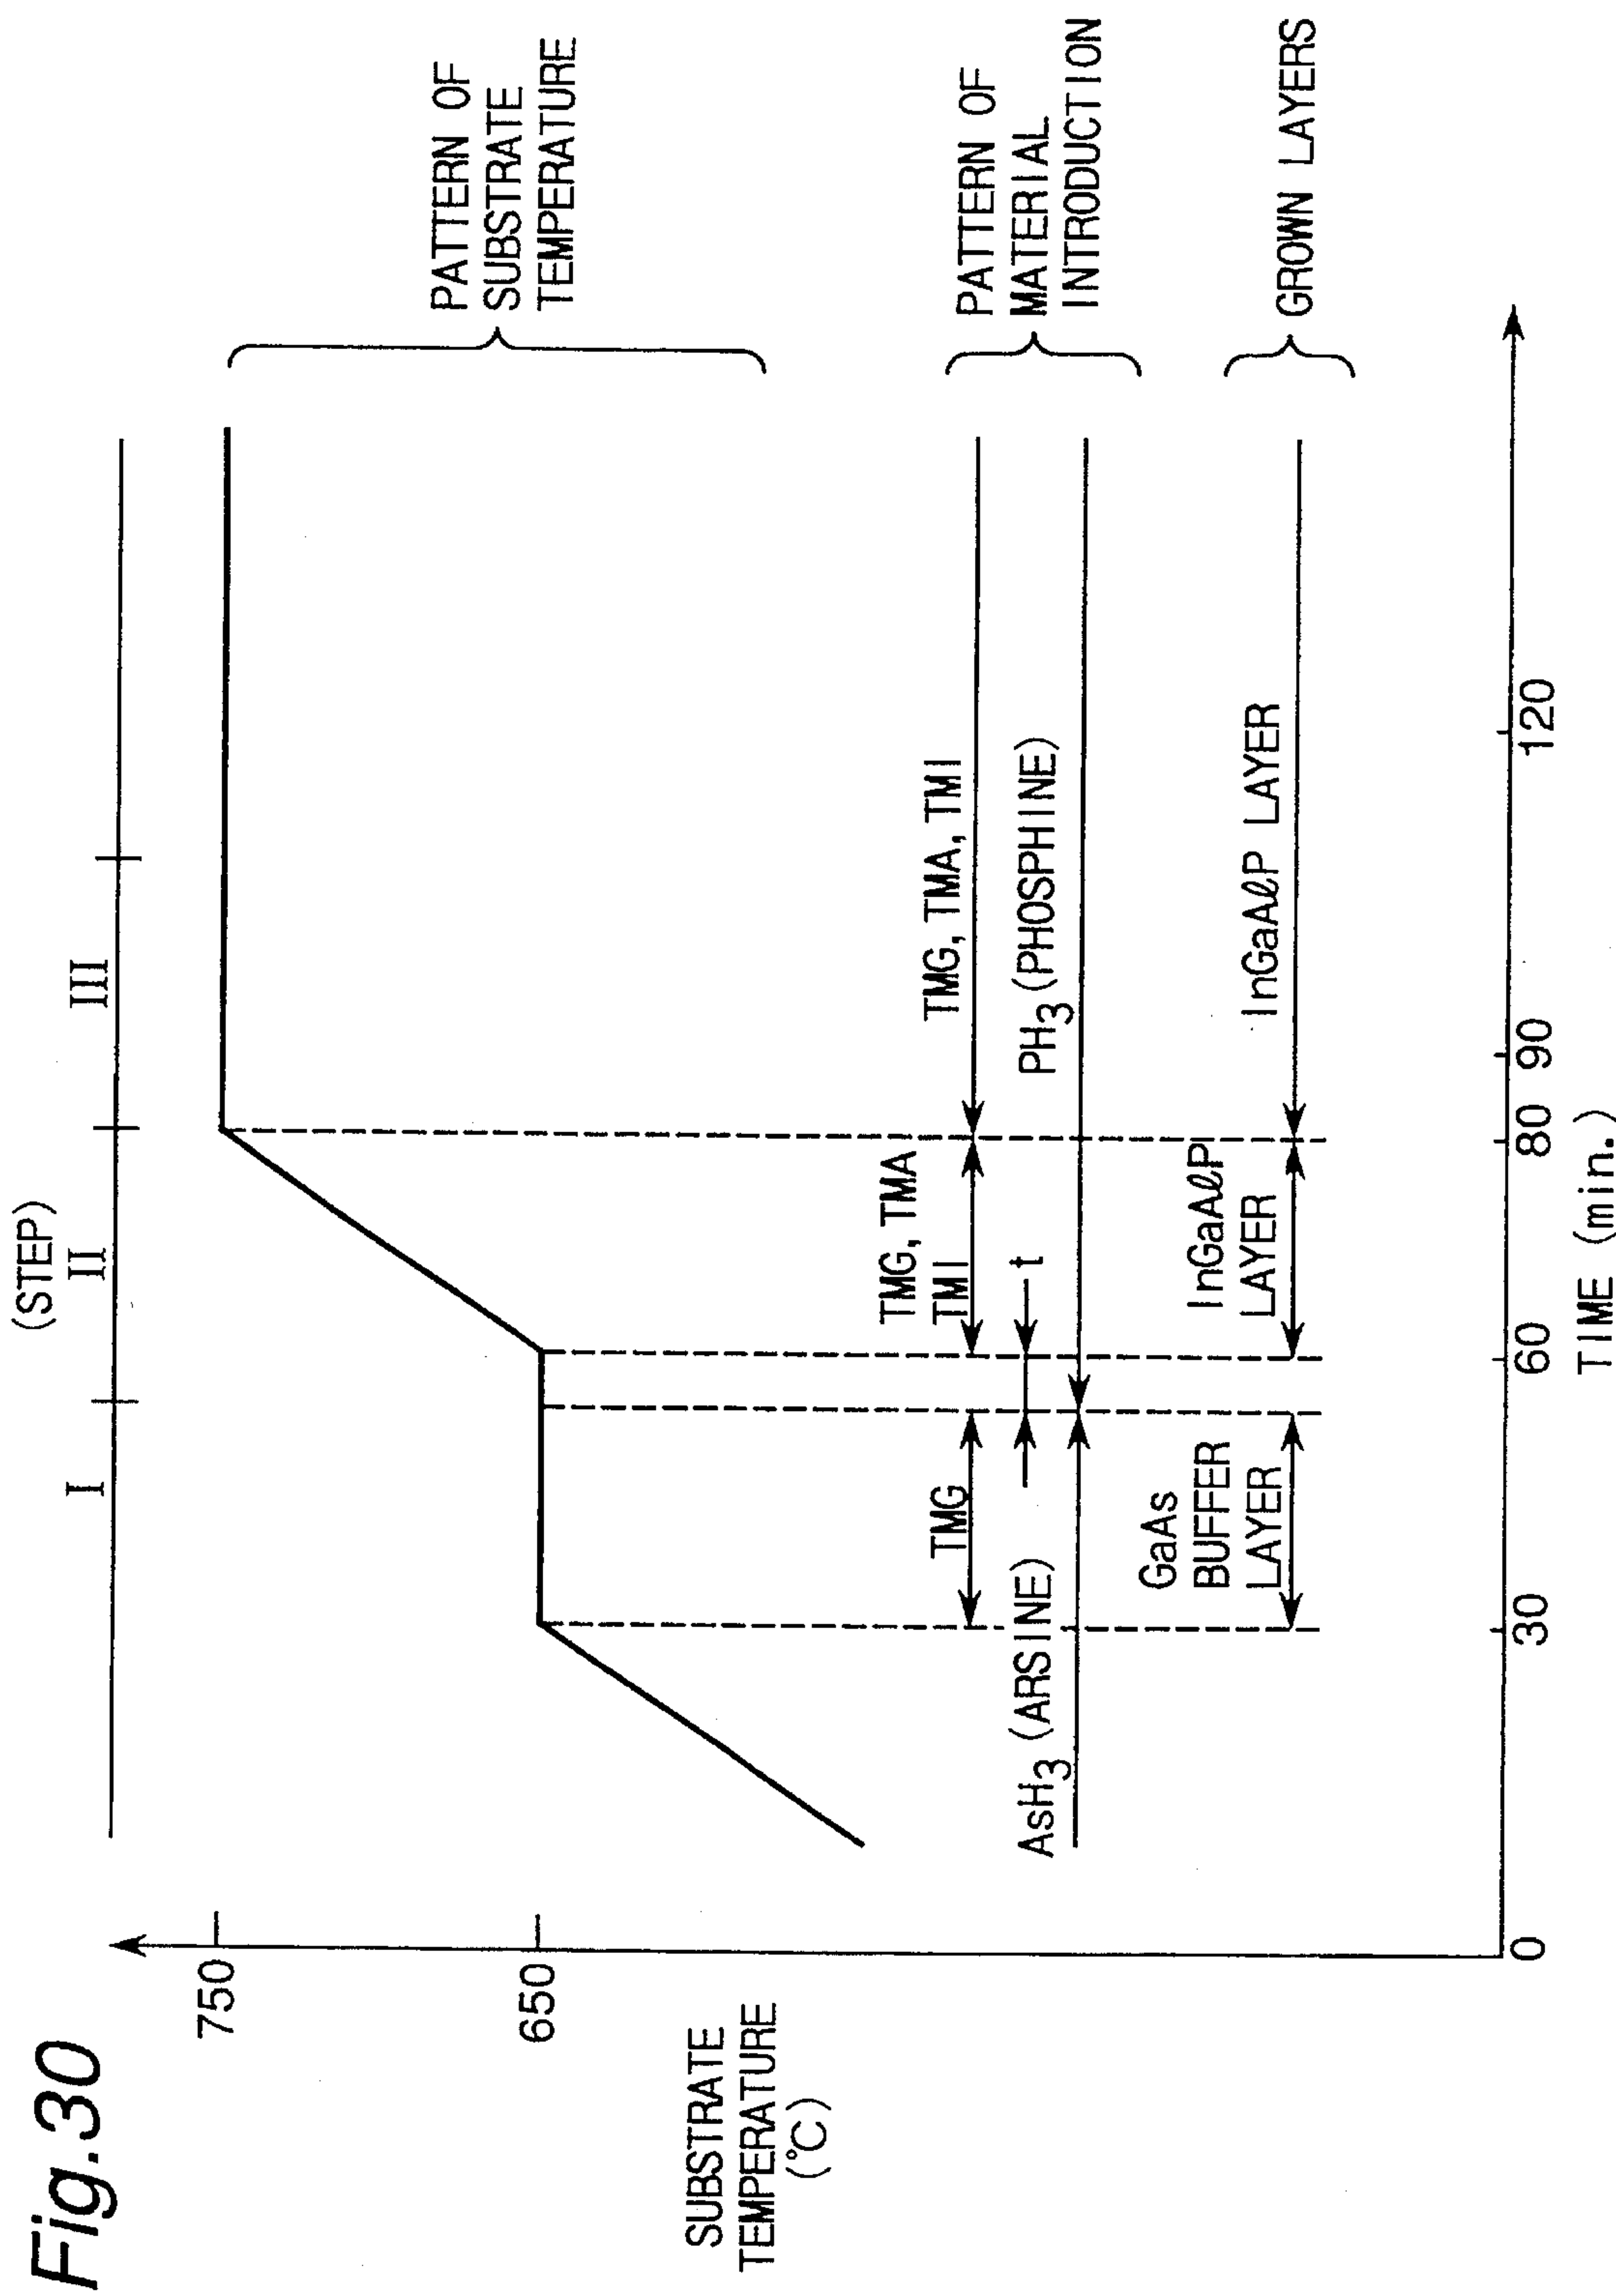 Fig.30
(STEP)
I
II
III
750
650
SUBSTRATE
TEMPERATURE
(°C)
PATTERN OF
SUBSTRATE
TEMPERATURE
TMG
TMG, TMA
TMI
TMG, TMA, TMI
t
AsH3 (ARSINE)
PH3 (PHOSPHINE)
PATTERN OF
MATERIAL
INTRODUCTION
GaAs
BUFFER
LAYER
InGaAℓP
LAYER
InGaAℓP LAYER
GROWN LAYERS
0
30
60
80
90
120
TIME (min.)